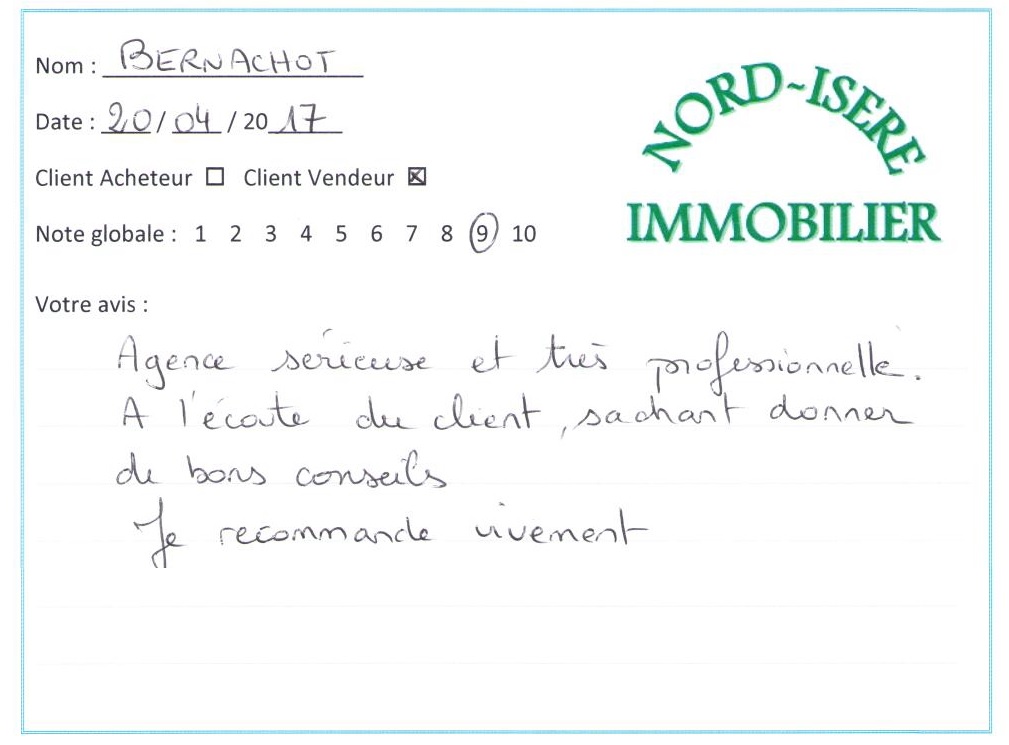 Nom : BERNACHOT
Date : 20/04/2017
Client Acheteur ☐ Client Vendeur ☒
Note globale : 1 2 3 4 5 6 7 8 9 10
NORD-ISERE
IMMOBILIER
Votre avis :
Agence sérieuse et très professionnelle.
A l'écoute du client, sachant donner
de bons conseils
Je recommande vivement